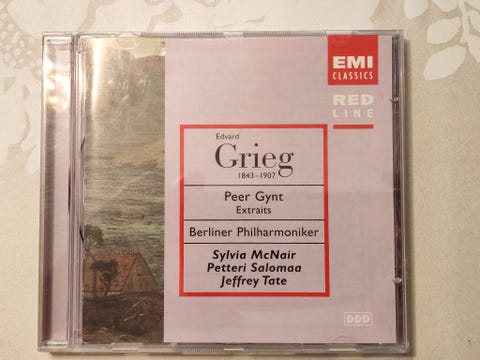 EMI
CLASSICS
RED
LINE
Edvard
Grieg
1843-1907
Peer Gynt
Extraits
Berliner Philharmoniker
Sylvia McNair
Petteri Salomaa
Jeffrey Tate
DDD